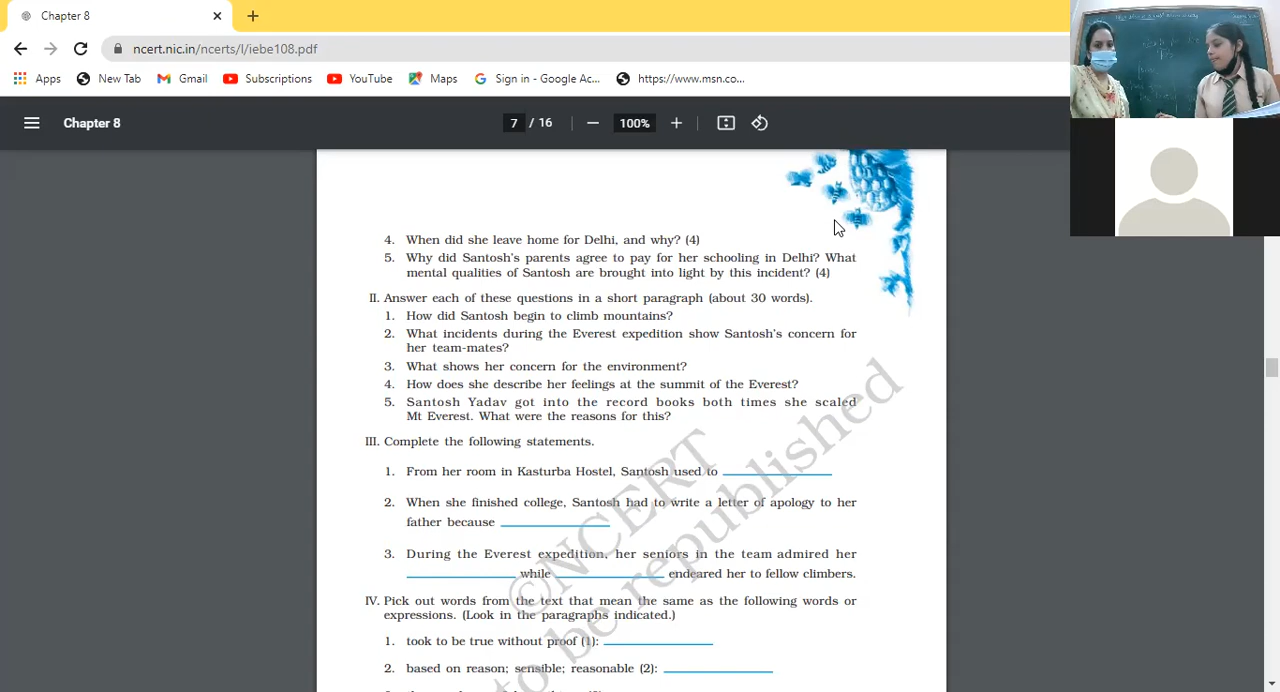 Chapter 8
ncert.nic.in/ncerts/l/iebe108.pdf
Apps New Tab Gmail Subscriptions YouTube Maps Sign in - Google Ac... https://www.msn.co...
Chapter 8 7 / 16 100%
4. When did she leave home for Delhi, and why? (4)
5. Why did Santosh's parents agree to pay for her schooling in Delhi? What
mental qualities of Santosh are brought into light by this incident? (4)
II. Answer each of these questions in a short paragraph (about 30 words).
1. How did Santosh begin to climb mountains?
2. What incidents during the Everest expedition show Santosh's concern for
her team-mates?
3. What shows her concern for the environment?
4. How does she describe her feelings at the summit of the Everest?
5. Santosh Yadav got into the record books both times she scaled
Mt Everest. What were the reasons for this?
III. Complete the following statements.
1. From her room in Kasturba Hostel, Santosh used to
2. When she finished college, Santosh had to write a letter of apology to her
father because
3. During the Everest expedition, her seniors in the team admired her
while endeared her to fellow climbers.
IV. Pick out words from the text that mean the same as the following words or
expressions. (Look in the paragraphs indicated.)
1. took to be true without proof (1):
2. based on reason; sensible; reasonable (2):
©NCERT
to be republished